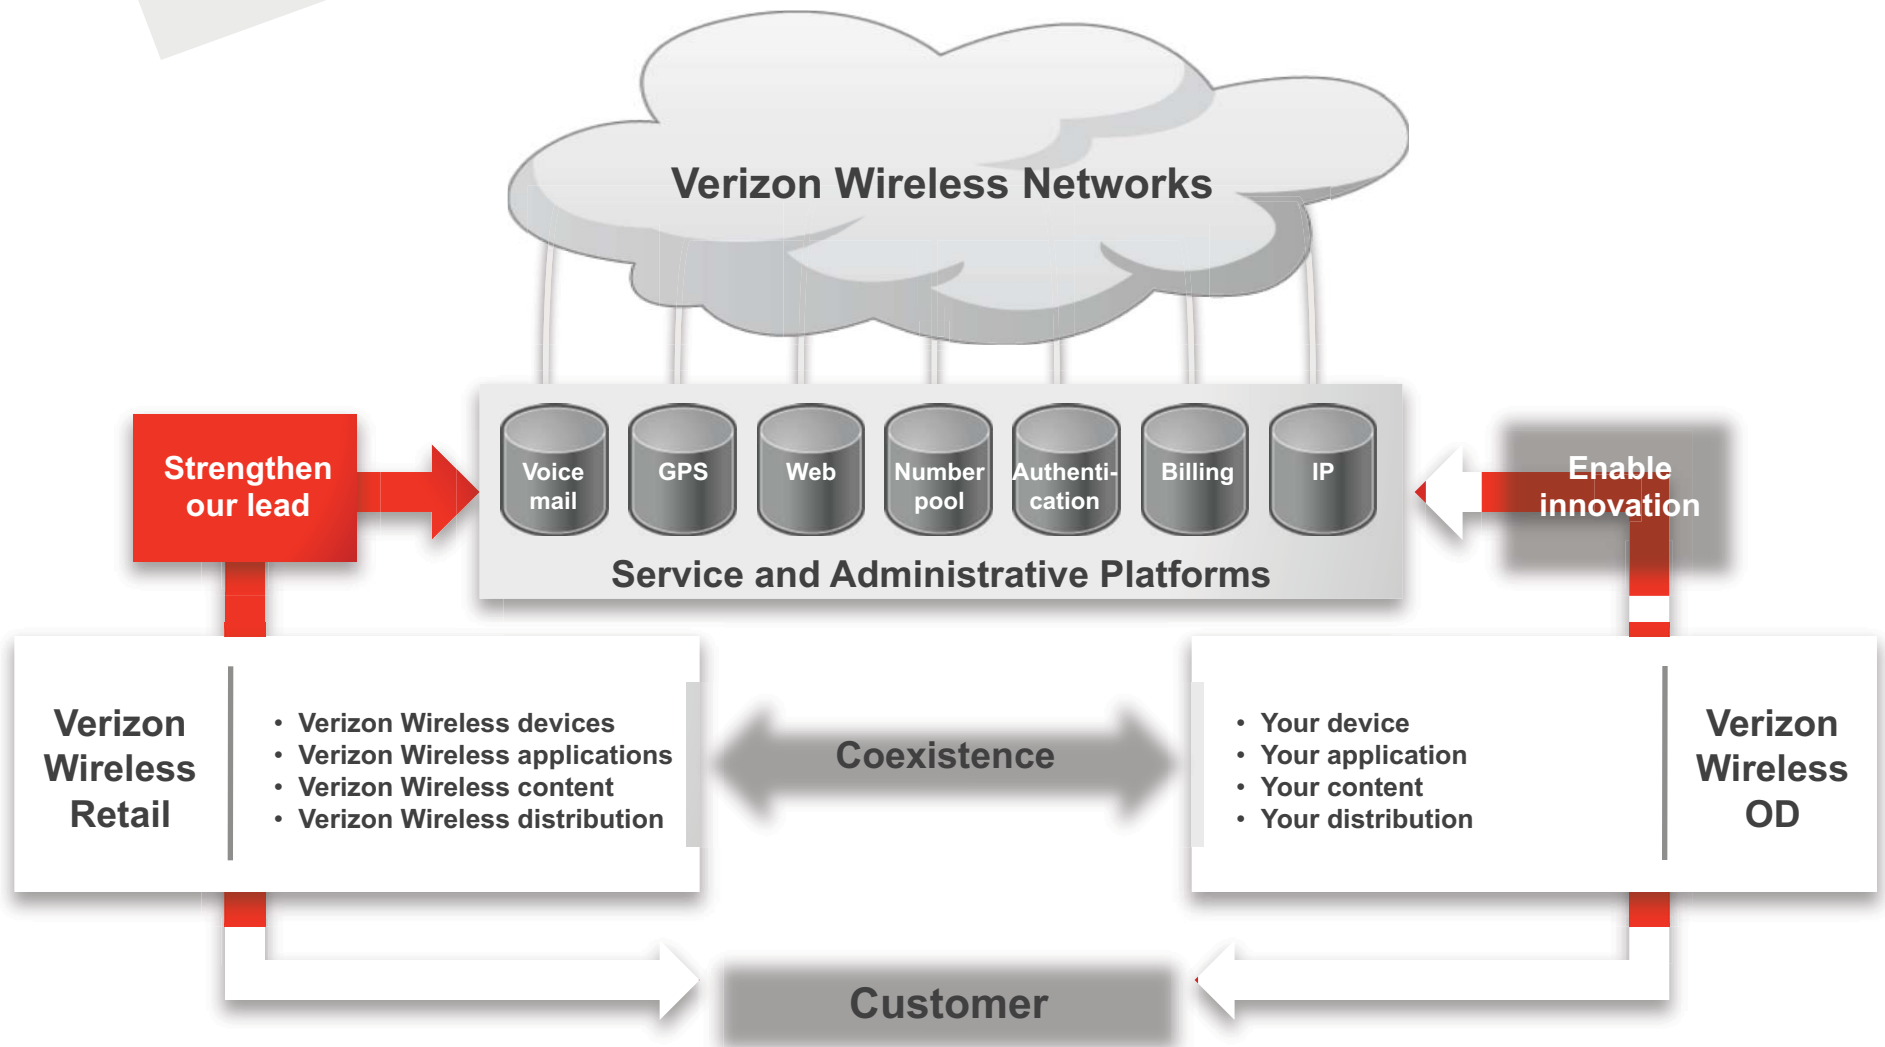 Verizon Wireless Networks
Strengthen
our lead
Voice
mail
GPS
Web
Number
pool
Authenti-
cation
Billing
IP
Service and Administrative Platforms
Enable
innovation
Verizon
Wireless
Retail
• Verizon Wireless devices
• Verizon Wireless applications
• Verizon Wireless content
• Verizon Wireless distribution
Coexistence
• Your device
• Your application
• Your content
• Your distribution
Verizon
Wireless
OD
Customer